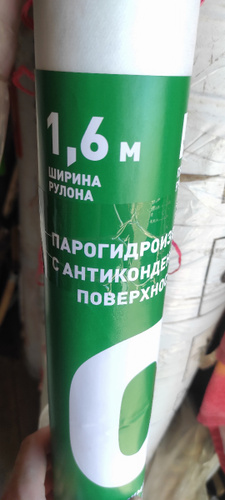 1,6 м
ШИРИНА
РУЛОНА
ПАРОГИДРОИЗ
С АНТИКОНДЕ
ПОВЕРХНОС